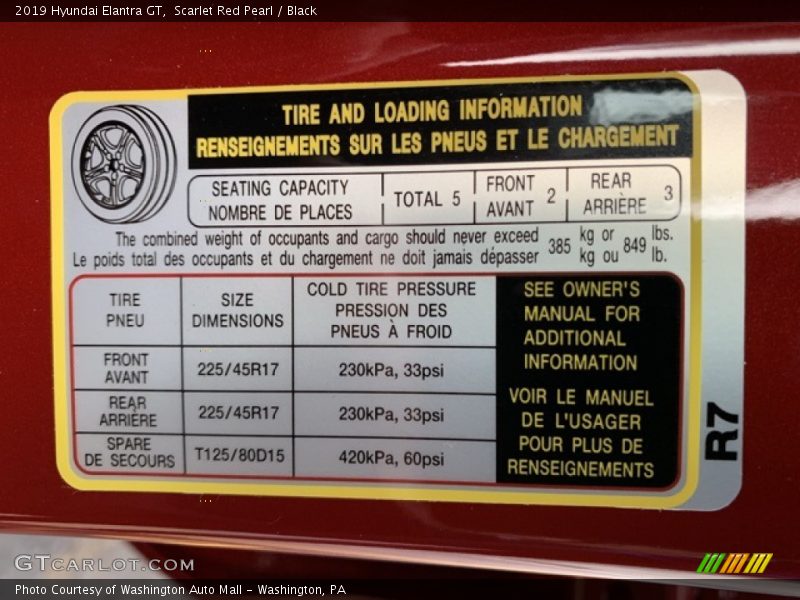 2019 Hyundai Elantra GT,  Scarlet Red Pearl / Black
TIRE AND LOADING INFORMATION
RENSEIGNEMENTS SUR LES PNEUS ET LE CHARGEMENT
SEATING CAPACITY
NOMBRE DE PLACES
TOTAL 5
FRONT
AVANT
2
REAR
ARRIÈRE
3
The combined weight of occupants and cargo should never exceed 385 kg or 849 lbs.
Le poids total des occupants et du chargement ne doit jamais dépasser kg ou lb.
TIRE
PNEU
SIZE
DIMENSIONS
COLD TIRE PRESSURE
PRESSION DES
PNEUS À FROID
FRONT
AVANT
225/45R17
230kPa, 33psi
REAR
ARRIÈRE
225/45R17
230kPa, 33psi
SPARE
DE SECOURS
T125/80D15
420kPa, 60psi
SEE OWNER'S
MANUAL FOR
ADDITIONAL
INFORMATION
VOIR LE MANUEL
DE L'USAGER
POUR PLUS DE
RENSEIGNEMENTS
R7
GTCARLOT.COM
Photo Courtesy of Washington Auto Mall - Washington, PA